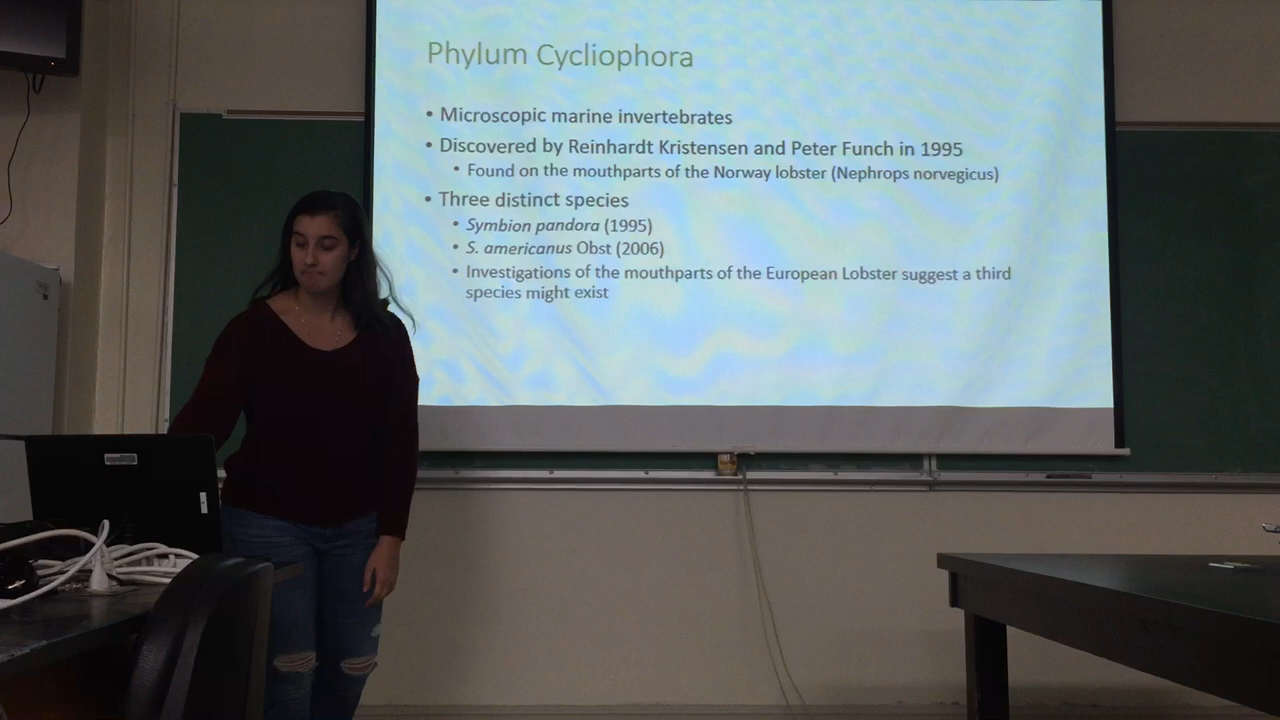 Phylum Cycliophora
• Microscopic marine invertebrates
• Discovered by Reinhardt Kristensen and Peter Funch in 1995
• Found on the mouthparts of the Norway lobster (Nephrops norvegicus)
• Three distinct species
• Symbion pandora (1995)
• S. americanus Obst (2006)
• Investigations of the mouthparts of the European Lobster suggest a third
species might exist